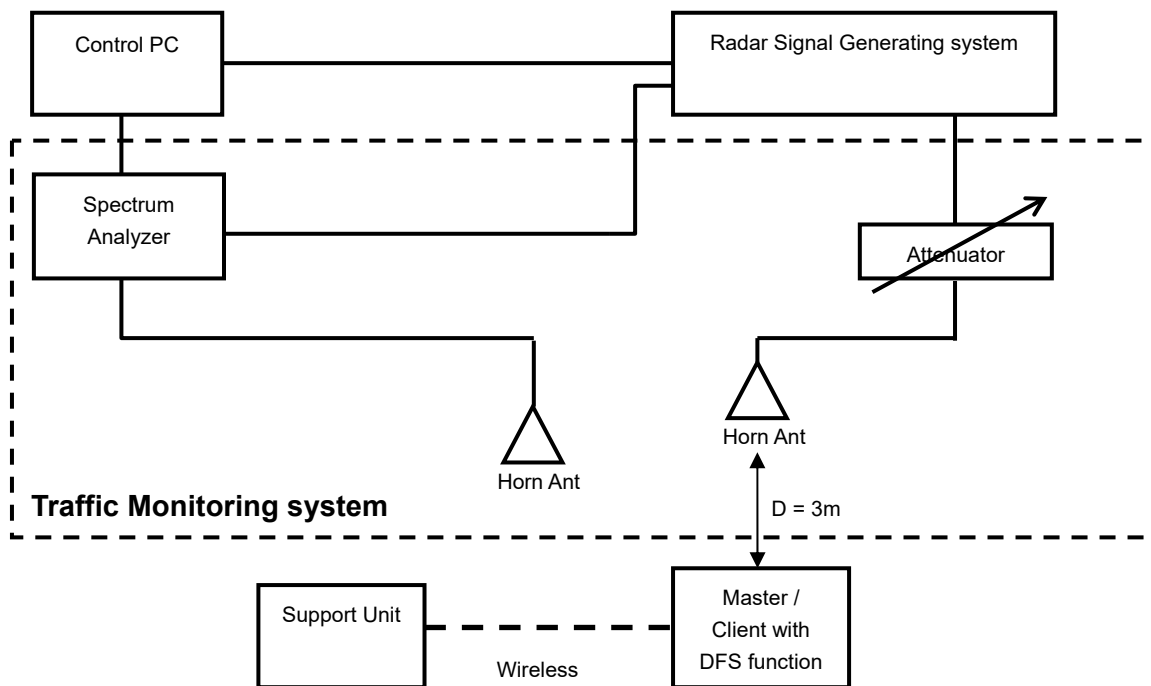 Control PC
Radar Signal Generating system
Spectrum
Analyzer
Attenuator
Horn Ant
Horn Ant
Traffic Monitoring system
D = 3m
Support Unit
Wireless
Master /
Client with
DFS function